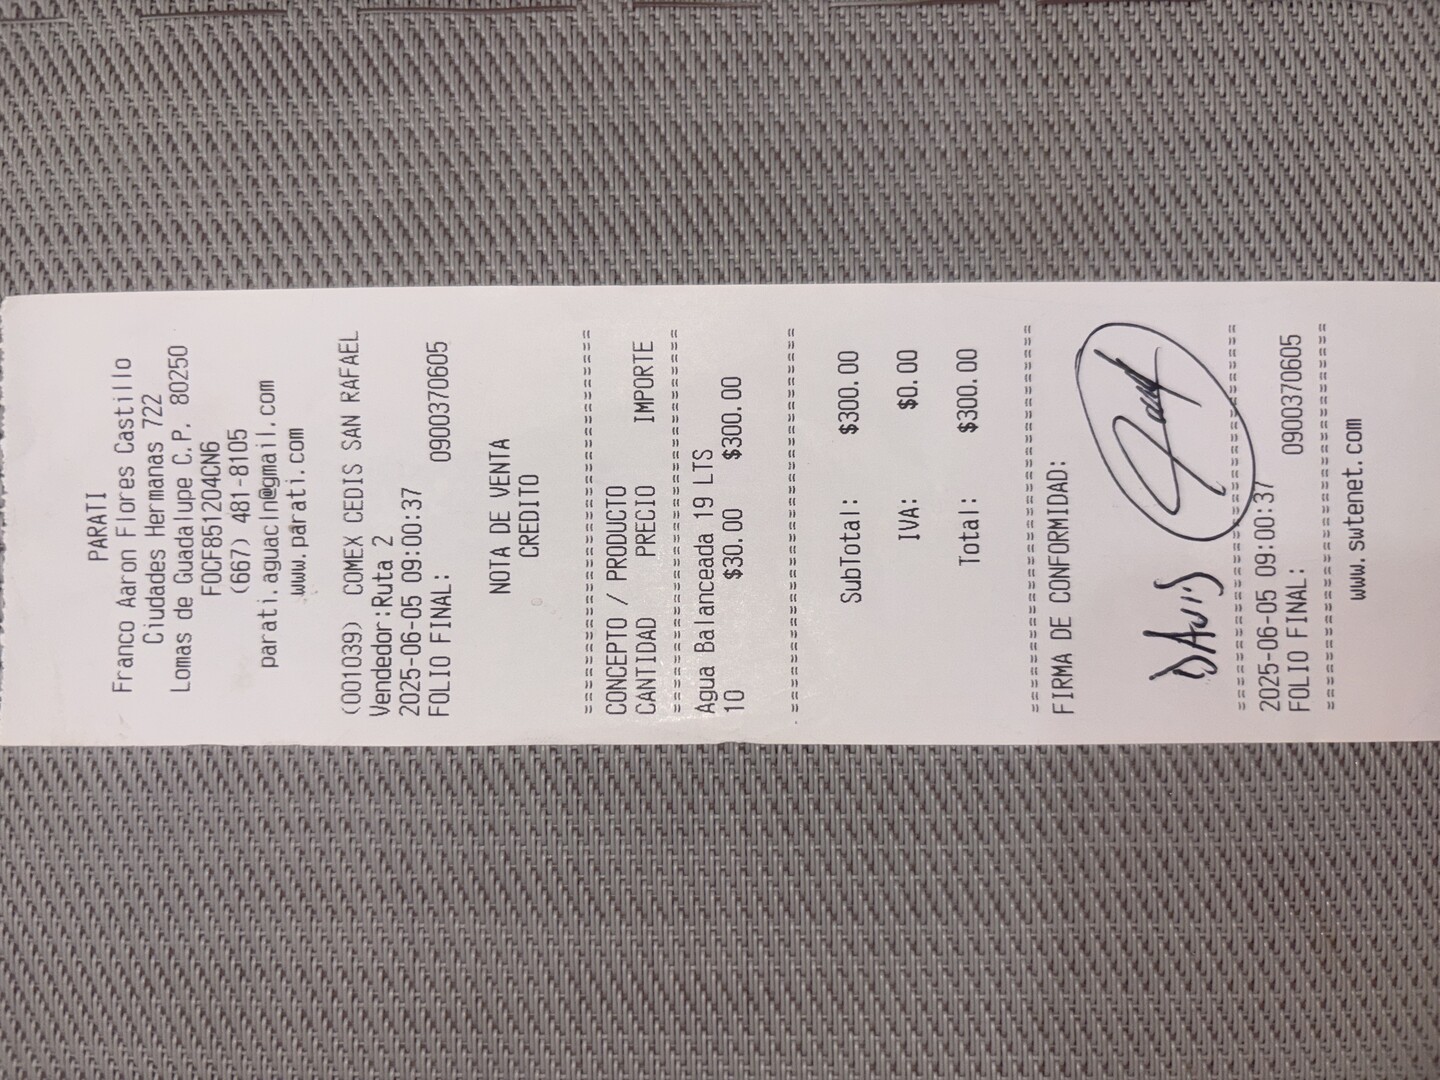 PARATI
Franco Aaron Flores Castillo
Ciudades Hermanas 722
Lomas de Guadalupe C.P. 80250
FOCF851204CN6
(667) 481-8105
parati.aguacln@gmail.com
www.parati.com
(001039) COMEX CEDIS SAN RAFAEL
Vendedor:Ruta 2
2025-06-05 09:00:37
FOLIO FINAL: 0900370605
NOTA DE VENTA
CREDITO
================================
CONCEPTO / PRODUCTO
CANTIDAD PRECIO IMPORTE
================================
Agua Balanceada 19 LTS
10 $30.00 $300.00
================================
SubTotal: $300.00
IVA: $0.00
Total: $300.00
================================
FIRMA DE CONFORMIDAD:
DAVIS
================================
2025-06-05 09:00:37
FOLIO FINAL: 0900370605
================================
www.swtenet.com